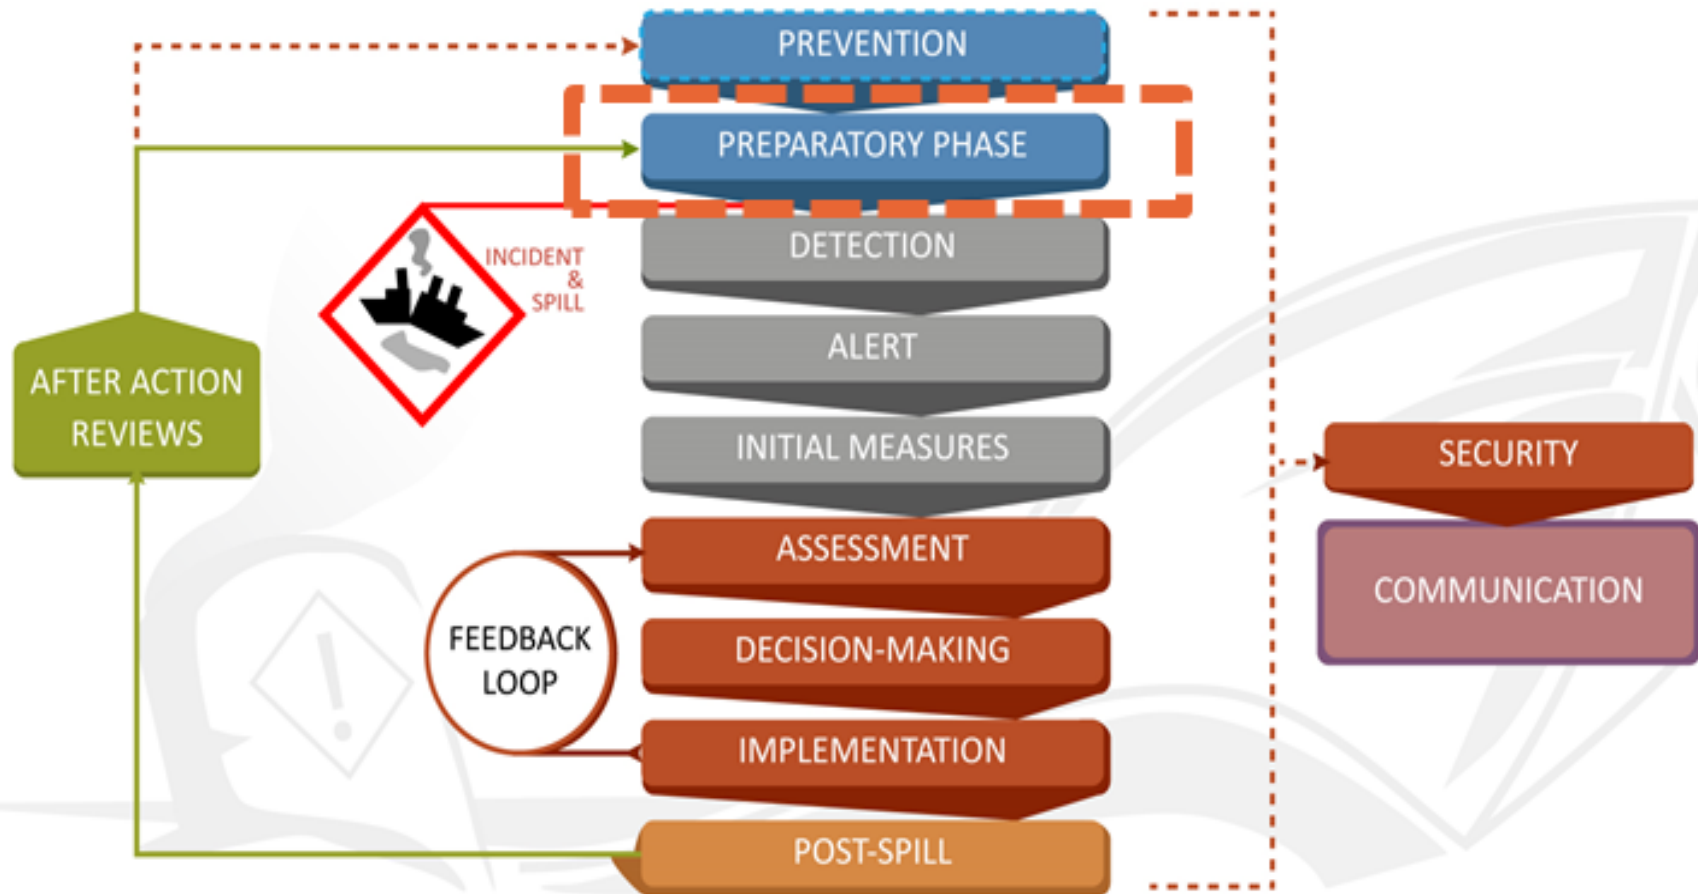 PREVENTION
PREPARATORY PHASE
INCIDENT
&
SPILL
DETECTION
ALERT
AFTER ACTION
REVIEWS
INITIAL MEASURES
SECURITY
ASSESSMENT
FEEDBACK
LOOP
DECISION-MAKING
COMMUNICATION
IMPLEMENTATION
POST-SPILL